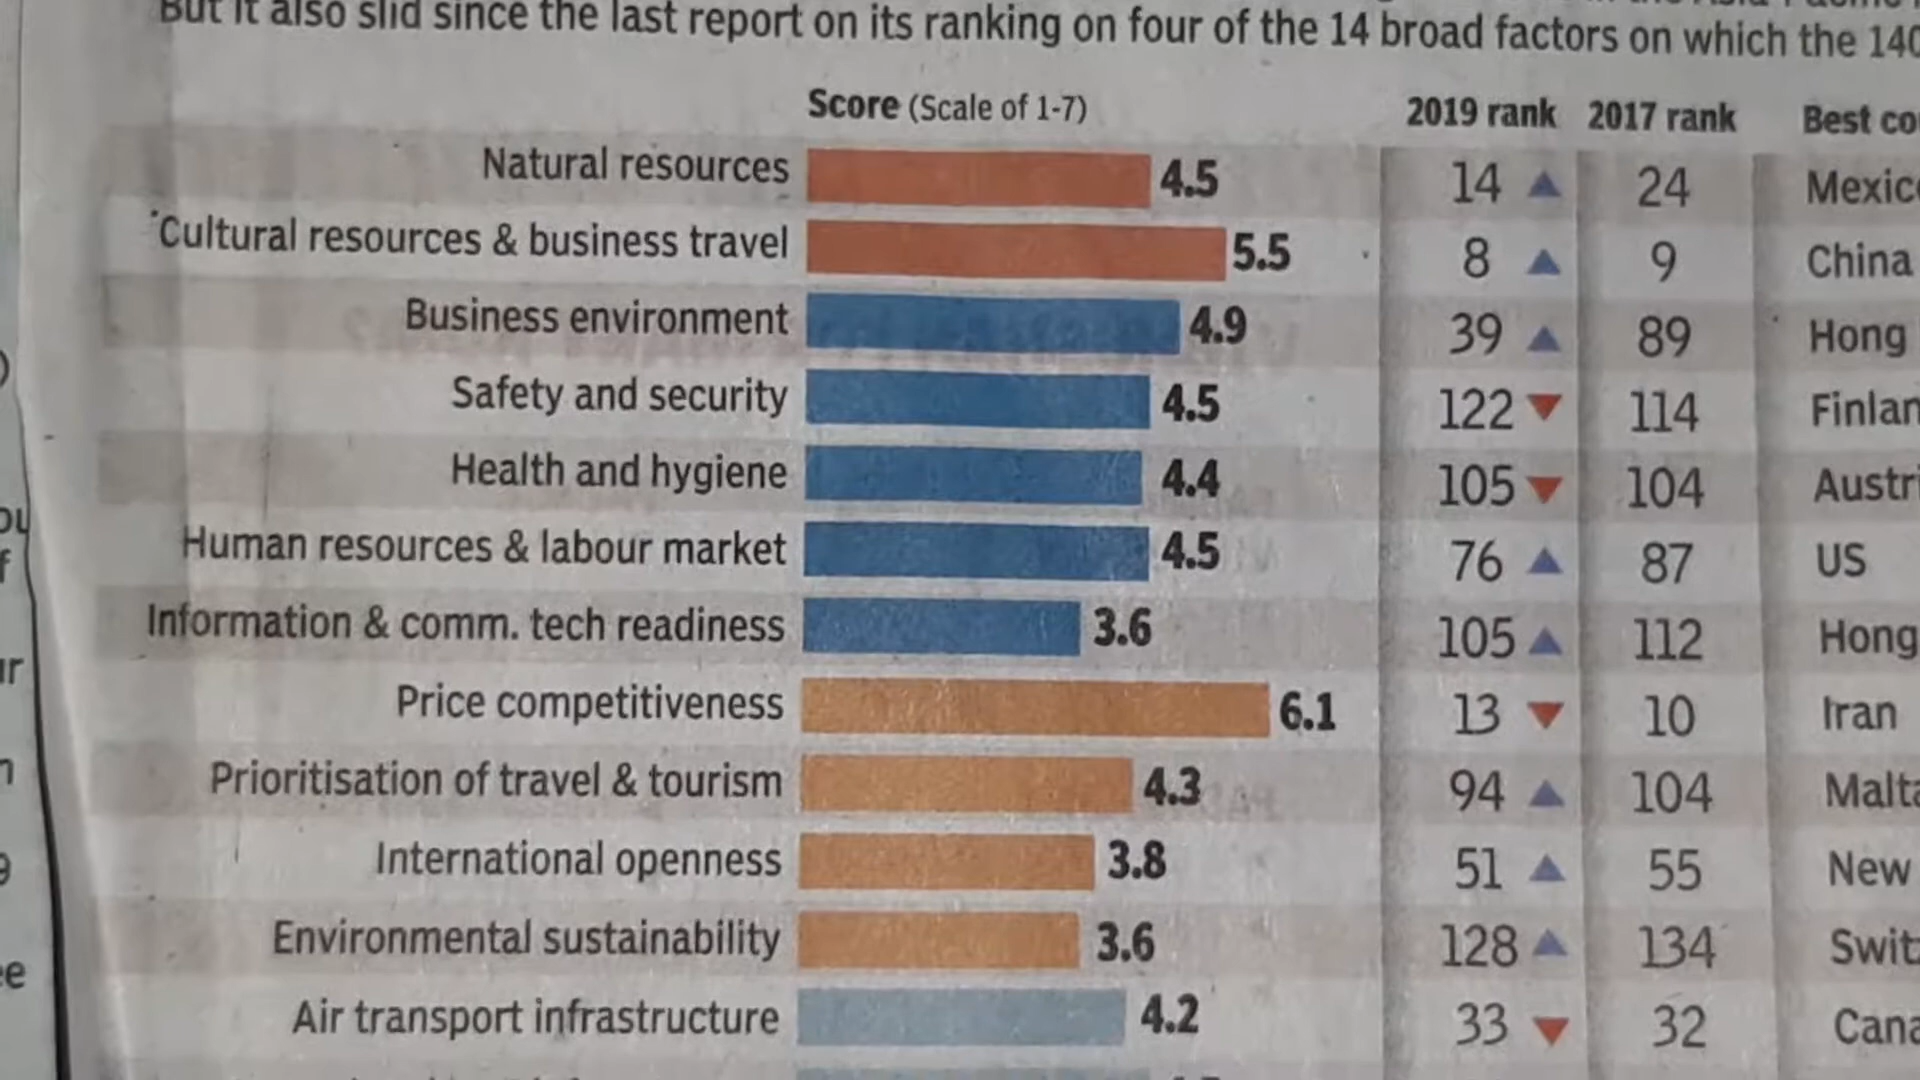 But it also slid since the last report on its ranking on four of the 14 broad factors on which the 140
Score (Scale of 1-7) 2019 rank 2017 rank Best
Natural resources 4.5 14 ▲ 24
Cultural resources & business travel 5.5 8 ▲ 9 China
Business environment 4.9 39 ▲ 89 Hong
Safety and security 4.5 122 ▼ 114
Health and hygiene 4.4 105 ▼ 104
Human resources & labour market 4.5 76 ▲ 87 US
Information & comm. tech readiness 3.6 105 ▲ 112 Hong
Price competitiveness 6.1 13 ▼ 10 Iran
Prioritisation of travel & tourism 4.3 94 ▲ 104 Malta
International openness 3.8 51 ▲ 55 New
Environmental sustainability 3.6 128 ▲ 134
Air transport infrastructure 4.2 33 ▼ 32